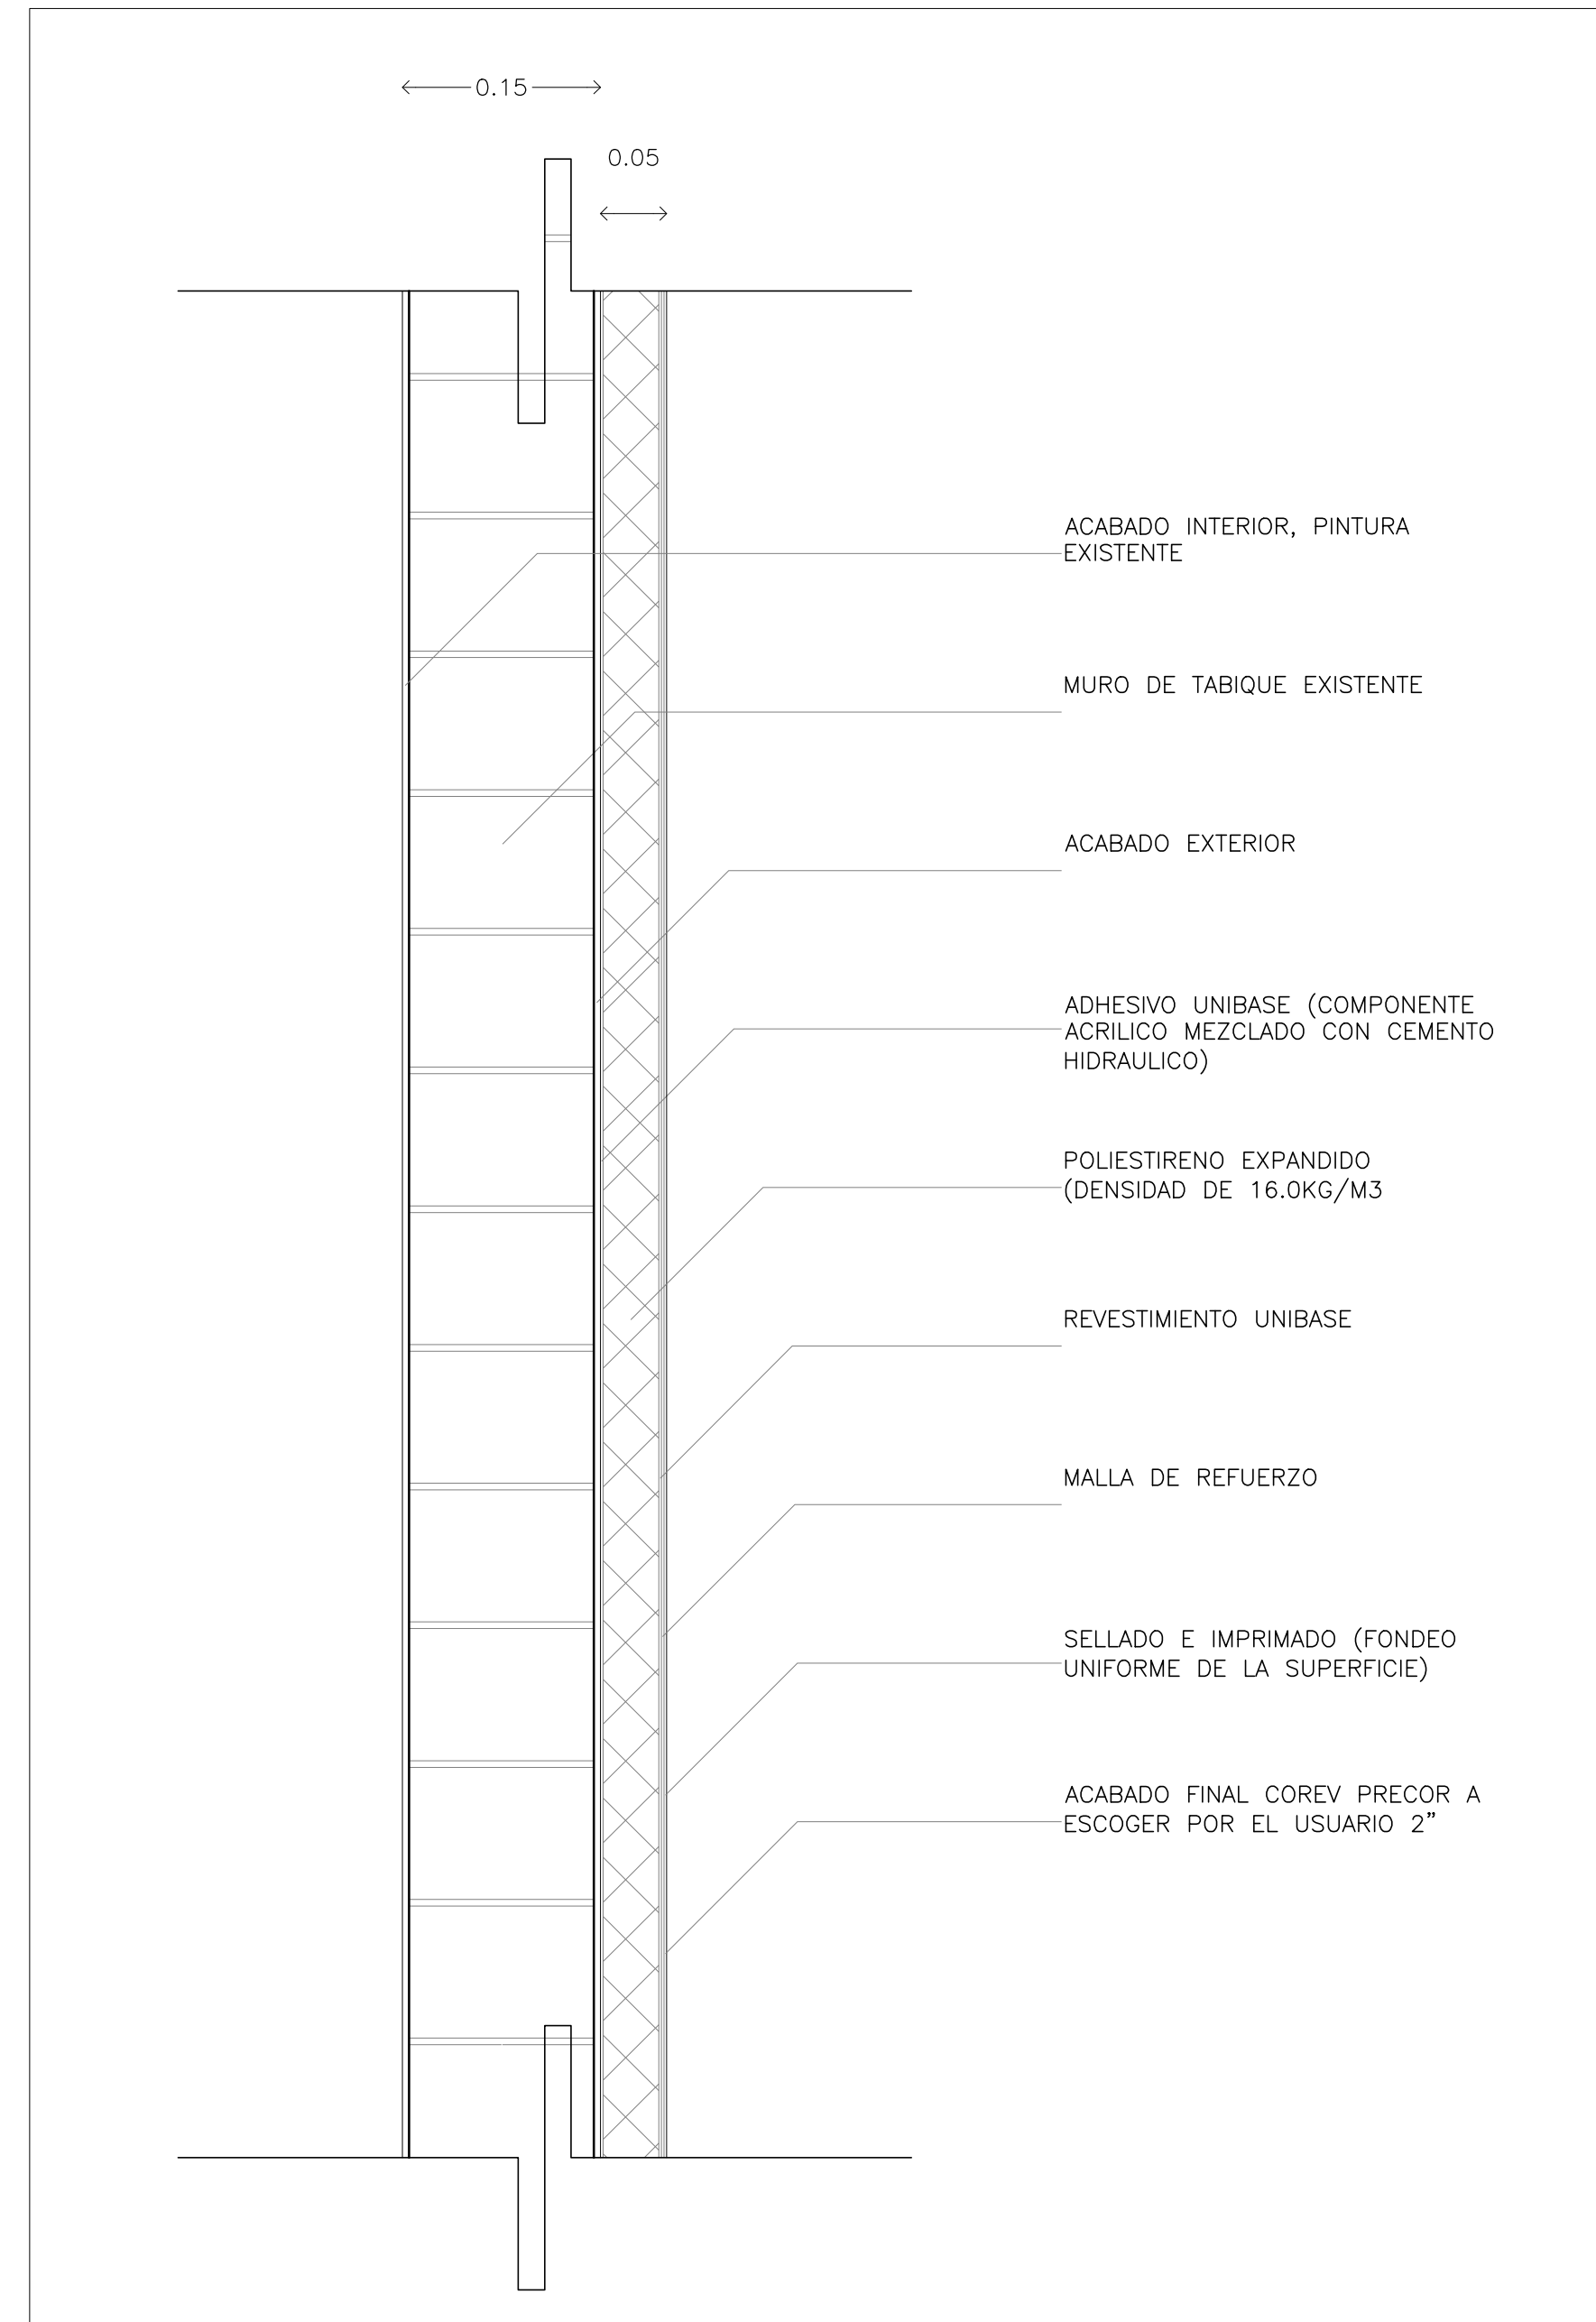 0.15
0.05
ACABADO INTERIOR, PINTURA
EXISTENTE
MURO DE TABIQUE EXISTENTE
ACABADO EXTERIOR
ADHESIVO UNIBASE (COMPONENTE
ACRILICO MEZCLADO CON CEMENTO
HIDRAULICO)
POLIESTIRENO EXPANDIDO
(DENSIDAD DE 16.0KG/M3
REVESTIMIENTO UNIBASE
MALLA DE REFUERZO
SELLADO E IMPRIMADO (FONDEO
UNIFORME DE LA SUPERFICIE)
ACABADO FINAL COREV PRECOR A
ESCOGER POR EL USUARIO 2”